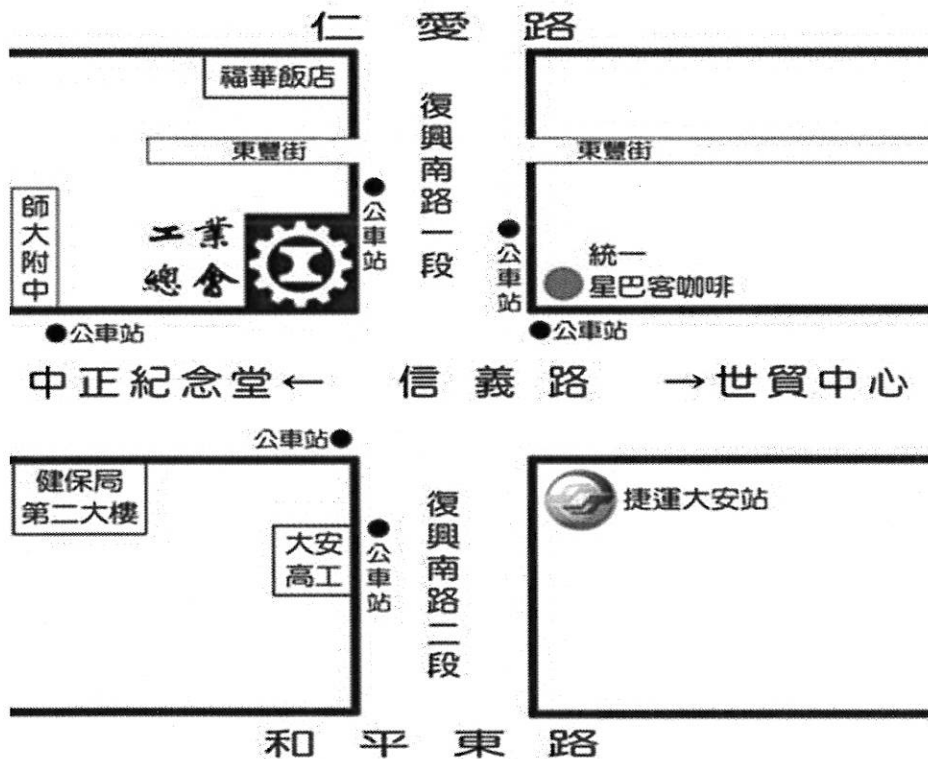 仁愛路
福華飯店
復興南路一段
東豐街
東豐街
師大附中
工業
總會
公車站
公車站
統一
星巴客咖啡
公車站
公車站
中正紀念堂← 信義路 →世貿中心
公車站
健保局
第二大樓
復興南路二段
捷運大安站
大安
高工
公車站
和平東路